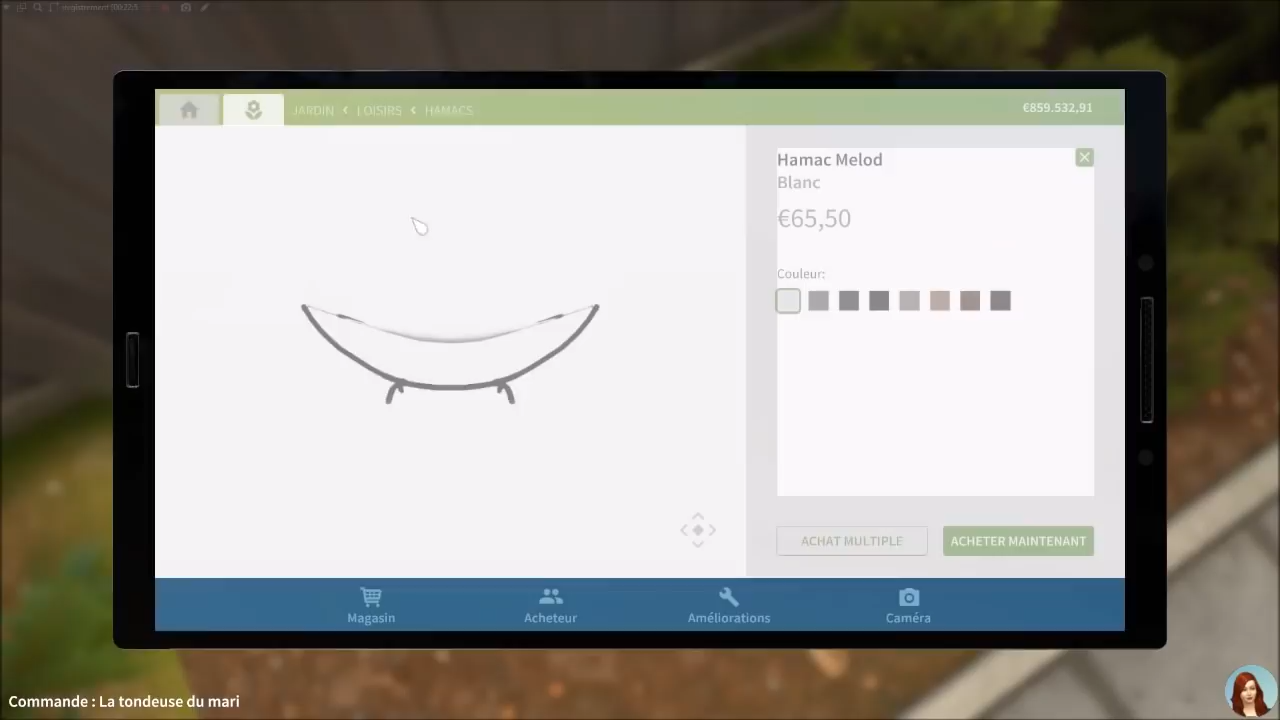 JARDIN < LOISIRS < HAMACS
€859.532,91
Hamac Melod
Blanc
€65,50
Couleur:
ACHAT MULTIPLE
ACHETER MAINTENANT
Magasin
Acheteur
Améliorations
Caméra
Commande : La tondeuse du mari